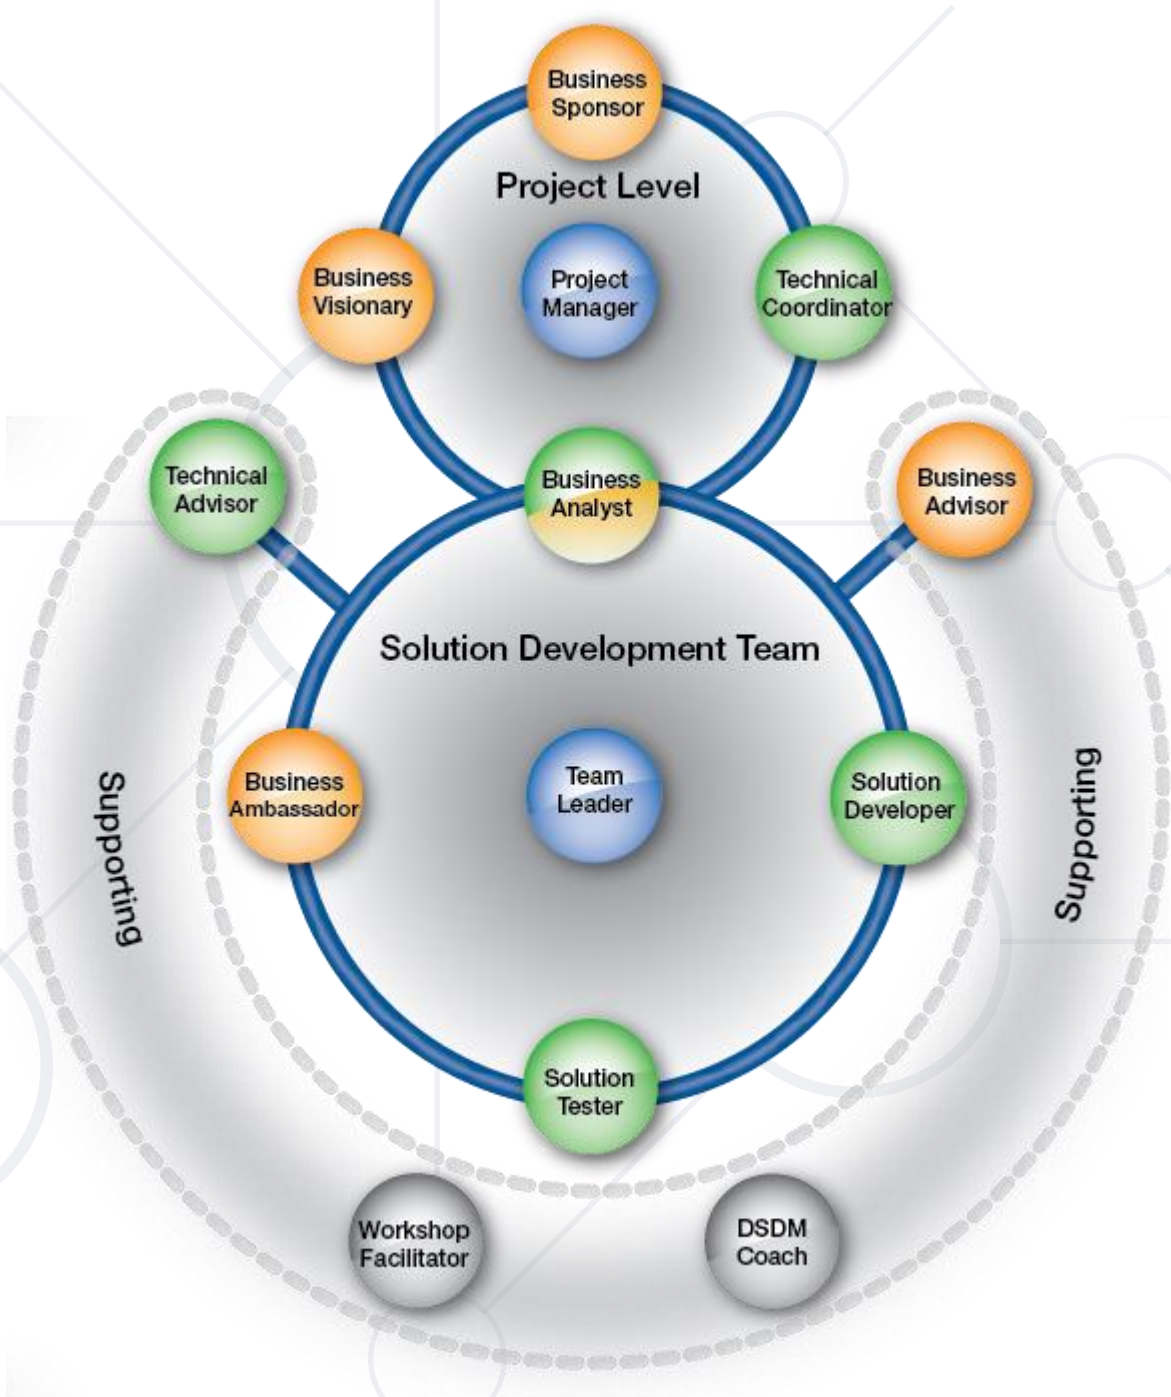 Business
Sponsor
Project Level
Business
Visionary
Project
Manager
Technical
Coordinator
Technical
Advisor
Business
Analyst
Business
Advisor
Solution Development Team
Supporting
Business
Ambassador
Team
Leader
Solution
Developer
Supporting
Solution
Tester
Workshop
Facilitator
DSDM
Coach